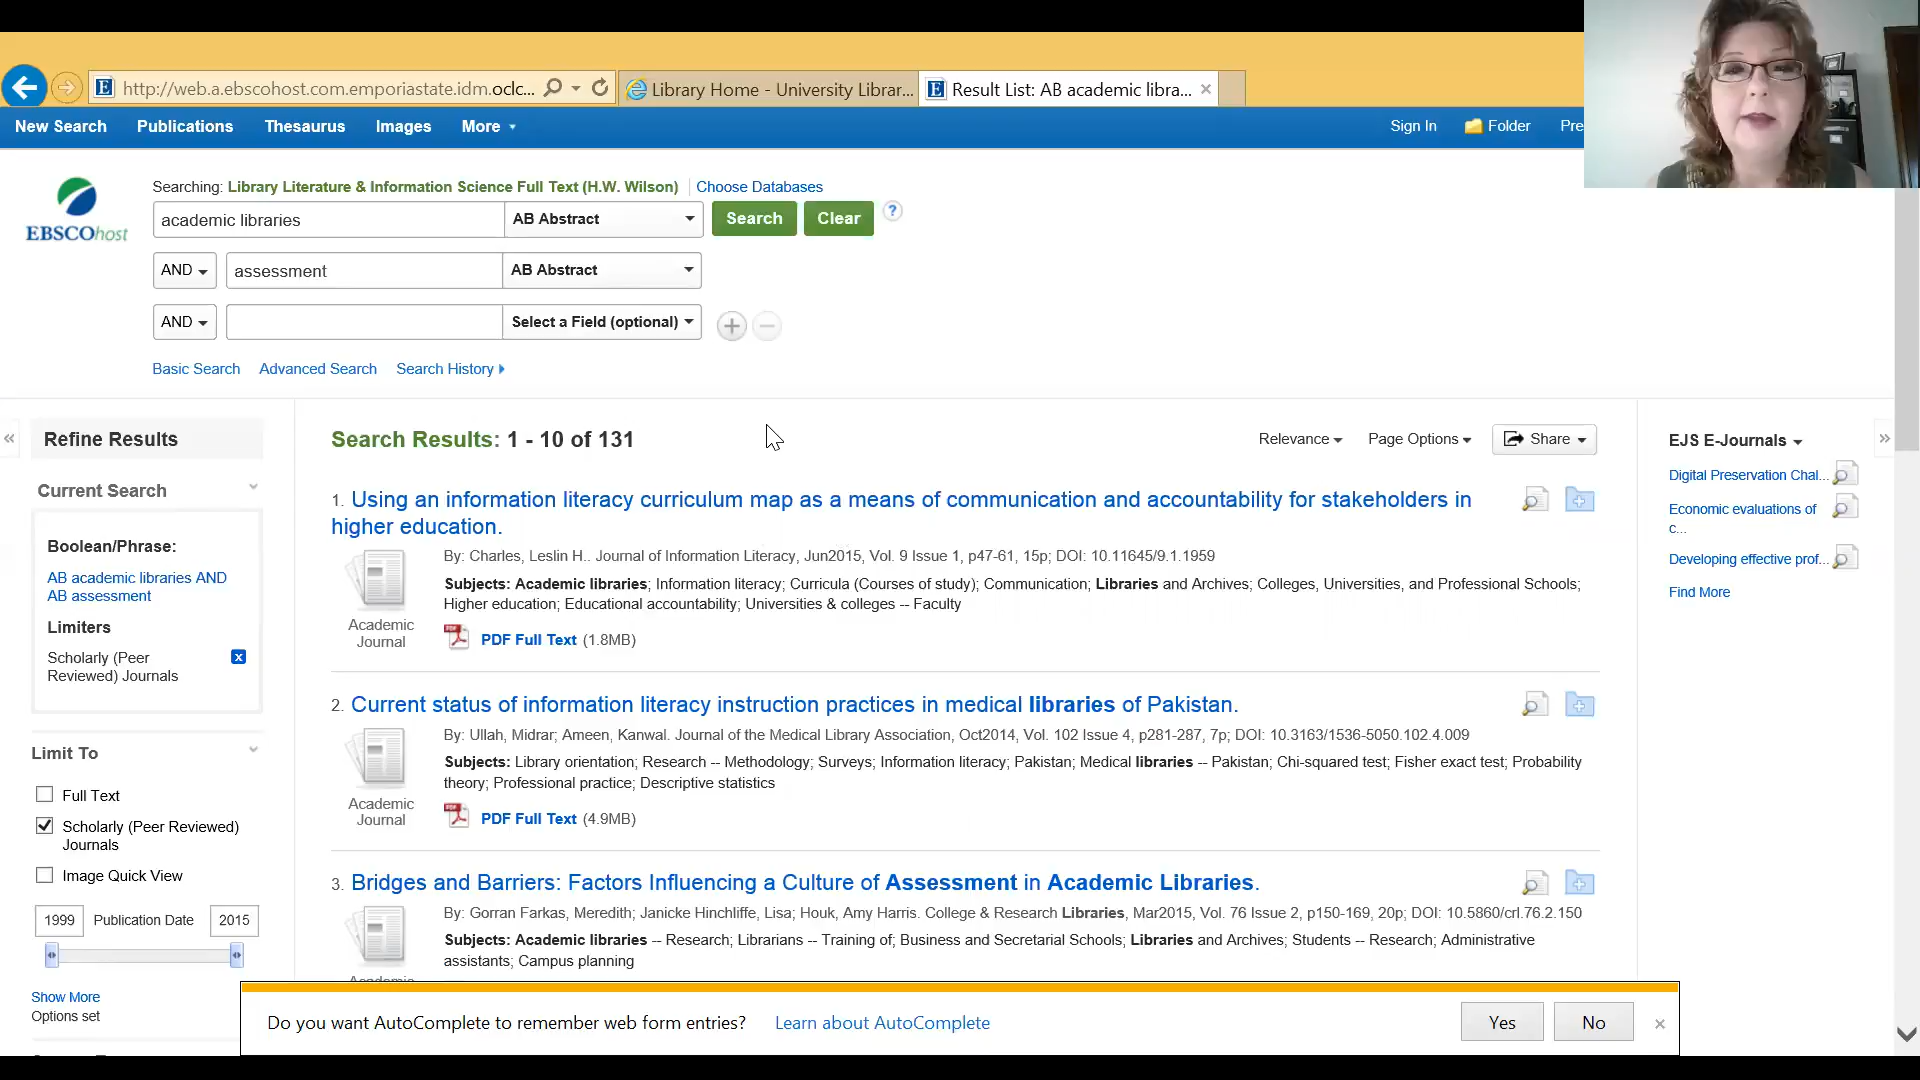 http://web.a.ebscohost.com.emporiastate.idm.oclc...
Library Home - University Librar...
Result List: AB academic libra...
New Search
Publications
Thesaurus
Images
More
Sign In
Folder
Pre
EBSCOhost
Searching: Library Literature & Information Science Full Text (H.W. Wilson)
Choose Databases
academic libraries
AB Abstract
Search
Clear
?
AND
assessment
AB Abstract
AND
Select a Field (optional)
Basic Search
Advanced Search
Search History
Refine Results
Current Search
Boolean/Phrase:
AB academic libraries AND
AB assessment
Limiters
Scholarly (Peer
Reviewed) Journals
Limit To
Full Text
Scholarly (Peer Reviewed)
Journals
Image Quick View
1999
Publication Date
2015
Show More
Options set
Search Results: 1 - 10 of 131
Relevance
Page Options
Share
1. Using an information literacy curriculum map as a means of communication and accountability for stakeholders in
higher education.
By: Charles, Leslin H.. Journal of Information Literacy, Jun2015, Vol. 9 Issue 1, p47-61, 15p; DOI: 10.11645/9.1.1959
Subjects: Academic libraries; Information literacy; Curricula (Courses of study); Communication; Libraries and Archives; Colleges, Universities, and Professional Schools;
Higher education; Educational accountability; Universities & colleges -- Faculty
Academic
Journal
PDF Full Text (1.8MB)
2. Current status of information literacy instruction practices in medical libraries of Pakistan.
By: Ullah, Midrar; Ameen, Kanwal. Journal of the Medical Library Association, Oct2014, Vol. 102 Issue 4, p281-287, 7p; DOI: 10.3163/1536-5050.102.4.009
Subjects: Library orientation; Research -- Methodology; Surveys; Information literacy; Pakistan; Medical libraries -- Pakistan; Chi-squared test; Fisher exact test; Probability
theory; Professional practice; Descriptive statistics
Academic
Journal
PDF Full Text (4.9MB)
3. Bridges and Barriers: Factors Influencing a Culture of Assessment in Academic Libraries.
By: Gorran Farkas, Meredith; Janicke Hinchliffe, Lisa; Houk, Amy Harris. College & Research Libraries, Mar2015, Vol. 76 Issue 2, p150-169, 20p; DOI: 10.5860/crl.76.2.150
Subjects: Academic libraries -- Research; Librarians -- Training of; Business and Secretarial Schools; Libraries and Archives; Students -- Research; Administrative
assistants; Campus planning
EJS E-Journals
Digital Preservation Chal...
Economic evaluations of
c...
Developing effective prof...
Find More
Do you want AutoComplete to remember web form entries?
Learn about AutoComplete
Yes
No